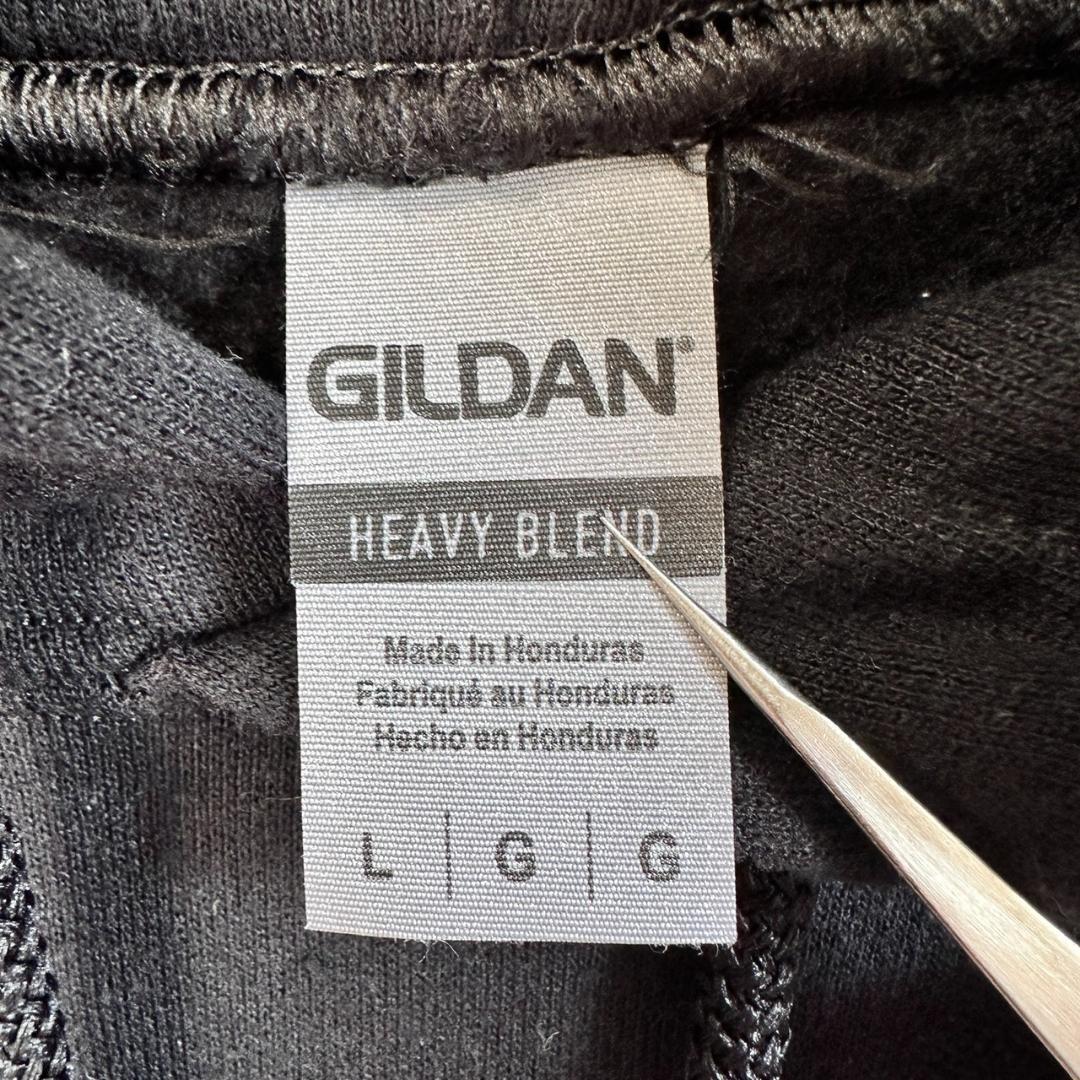 GILDAN®
HEAVY BLEND
Made in Honduras
Fabriqué au Honduras
Hecho en Honduras
L | G | G